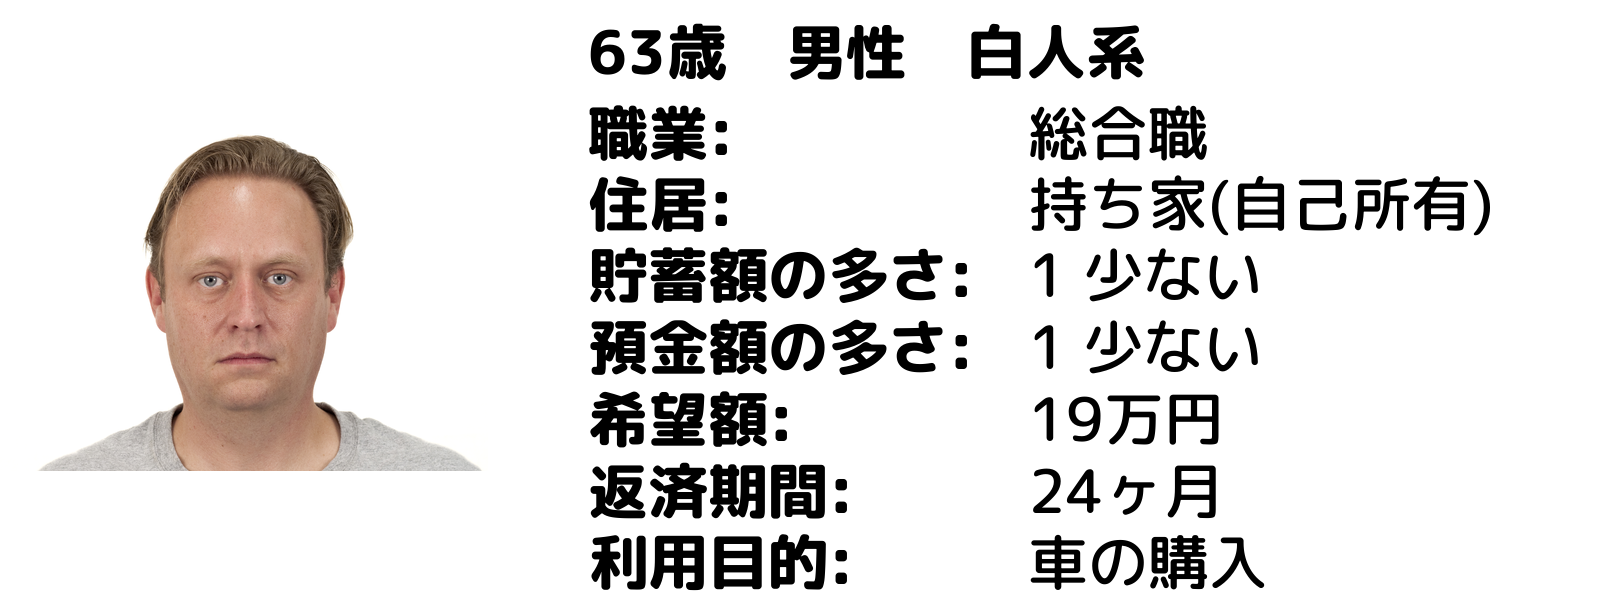 63歳　男性　白人系
職業:　総合職
住居:　持ち家(自己所有)
貯蓄額の多さ:　1 少ない
預金額の多さ:　1 少ない
希望額:　19万円
返済期間:　24ヶ月
利用目的:　車の購入